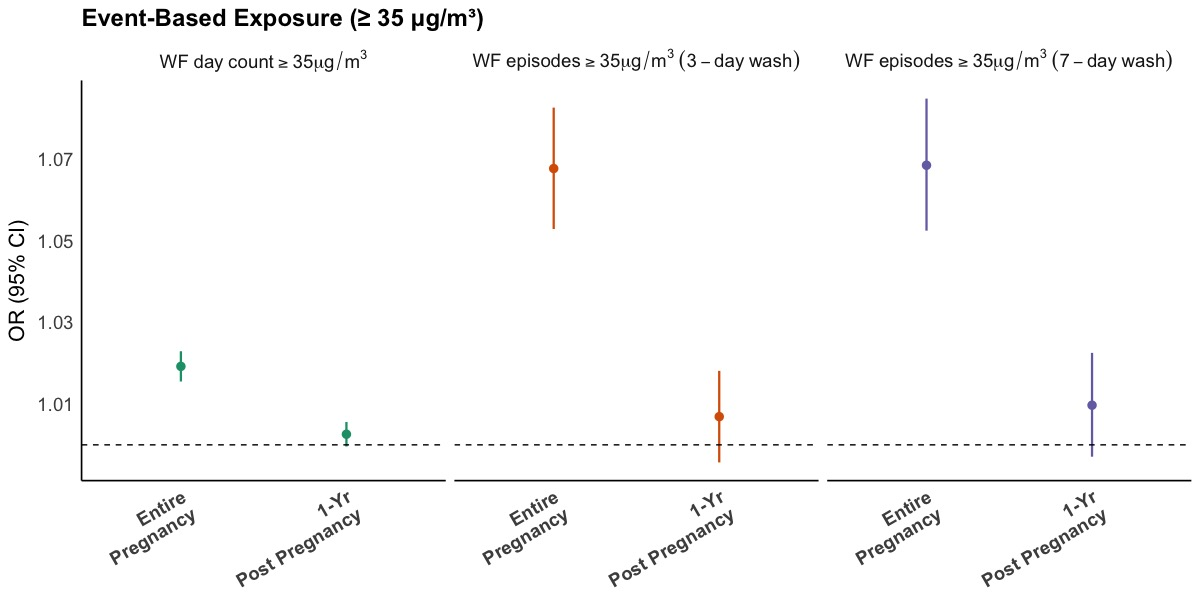 Event-Based Exposure (≥ 35 µg/m³)
WF day count ≥ 35µg/m³
WF episodes ≥ 35µg/m³ (3 – day wash)
WF episodes ≥ 35µg/m³ (7 – day wash)
OR (95% CI)
1.07
1.05
1.03
1.01
Entire
Pregnancy
1-Yr
Post Pregnancy
Entire
Pregnancy
1-Yr
Post Pregnancy
Entire
Pregnancy
1-Yr
Post Pregnancy